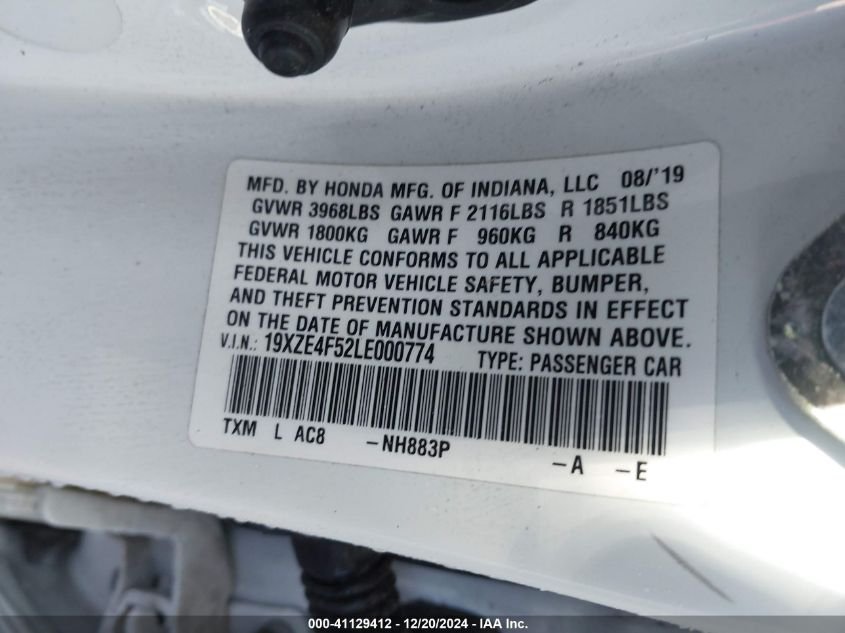 MFD. BY HONDA MFG. OF INDIANA, LLC 08/'19
GVWR 3968LBS GAWR F 2116LBS R 1851LBS
GVWR 1800KG GAWR F 960KG R 840KG
THIS VEHICLE CONFORMS TO ALL APPLICABLE
FEDERAL MOTOR VEHICLE SAFETY, BUMPER,
AND THEFT PREVENTION STANDARDS IN EFFECT
ON THE DATE OF MANUFACTURE SHOWN ABOVE.
V.I.N.: 19XZE4F52LE000774 TYPE: PASSENGER CAR
TXM L AC8 -NH883P -A -E
000-41129412 - 12/20/2024 - IAA Inc.